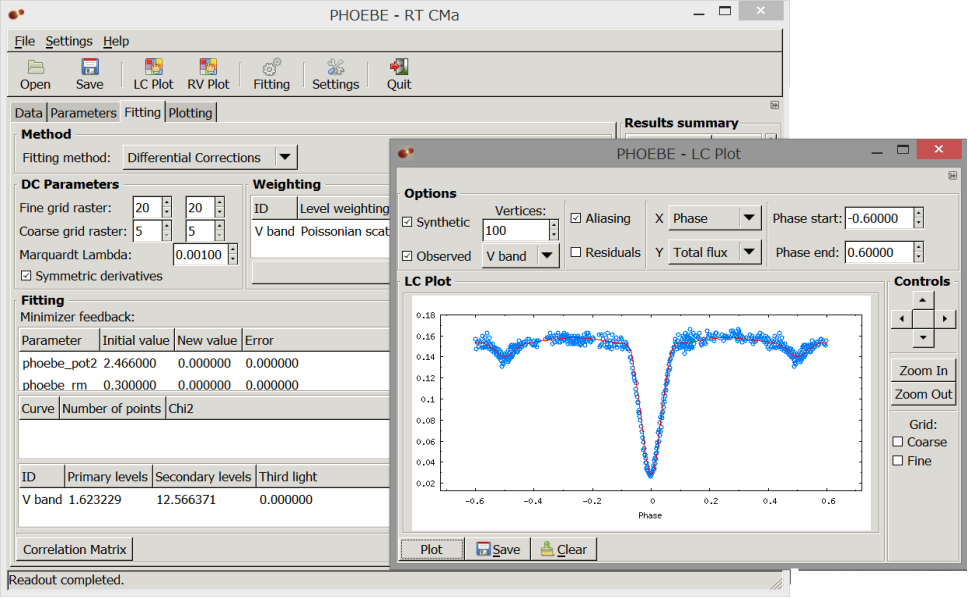 PHOEBE - RT CMa
File Settings Help
Open Save LC Plot RV Plot Fitting Settings Quit
Data Parameters Fitting Plotting
Method
Fitting method: Differential Corrections
DC Parameters
Fine grid raster: 20 20
Coarse grid raster: 5 5
Marquardt Lambda: 0.00100
Symmetric derivatives
Weighting
ID Level weighting
V band Poissonian scat
Results summary
Fitting
Minimizer feedback:
Parameter Initial value New value Error
phoebe_pot2 2.466000 0.000000 0.000000
phoebe_rm 0.300000 0.000000 0.000000
Curve Number of points Chi2
ID Primary levels Secondary levels Third light
V band 1.623229 12.566371 0.000000
Correlation Matrix
Readout completed.
PHOEBE - LC Plot
Options
Synthetic
Observed
Vertices:
100
V band
Aliasing
Residuals
X Phase
Y Total flux
Phase start: -0.60000
Phase end: 0.60000
LC Plot
0.18
0.16
0.14
0.12
0.1
0.08
0.06
0.04
0.02
-0.6 -0.4 -0.2 0 0.2 0.4 0.6
Phase
Controls
Zoom In
Zoom Out
Grid:
Coarse
Fine
Plot Save Clear